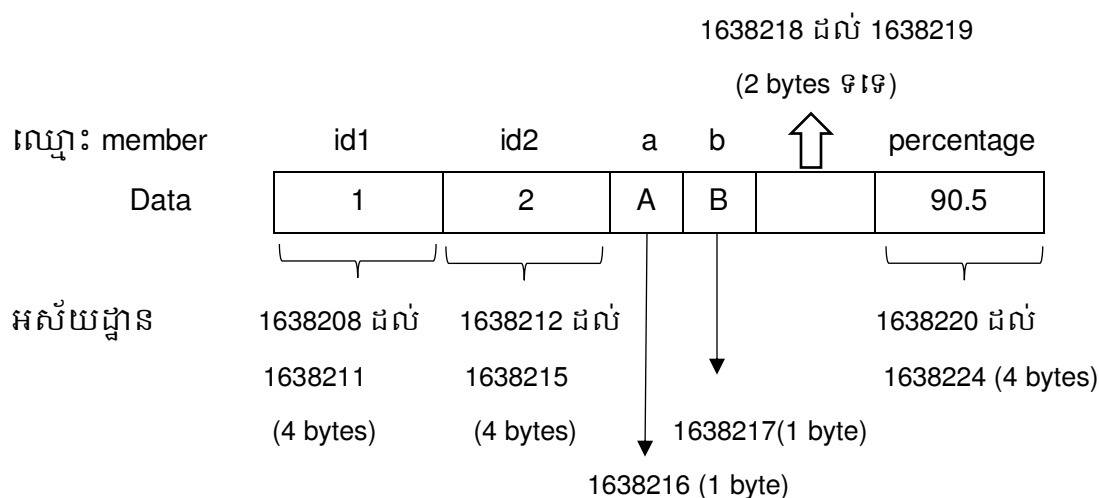 1638218 ដល់ 1638219
(2 bytes ទទេ)
ឈ្មោះ member id1 id2 a b percentage
Data 1 2 A B 90.5
អស័យដ្ឋាន 1638208 ដល់ 1638212 ដល់ 1638220 ដល់
1638211 1638215 1638224 (4 bytes)
(4 bytes) (4 bytes) 1638217(1 byte)
1638216 (1 byte)